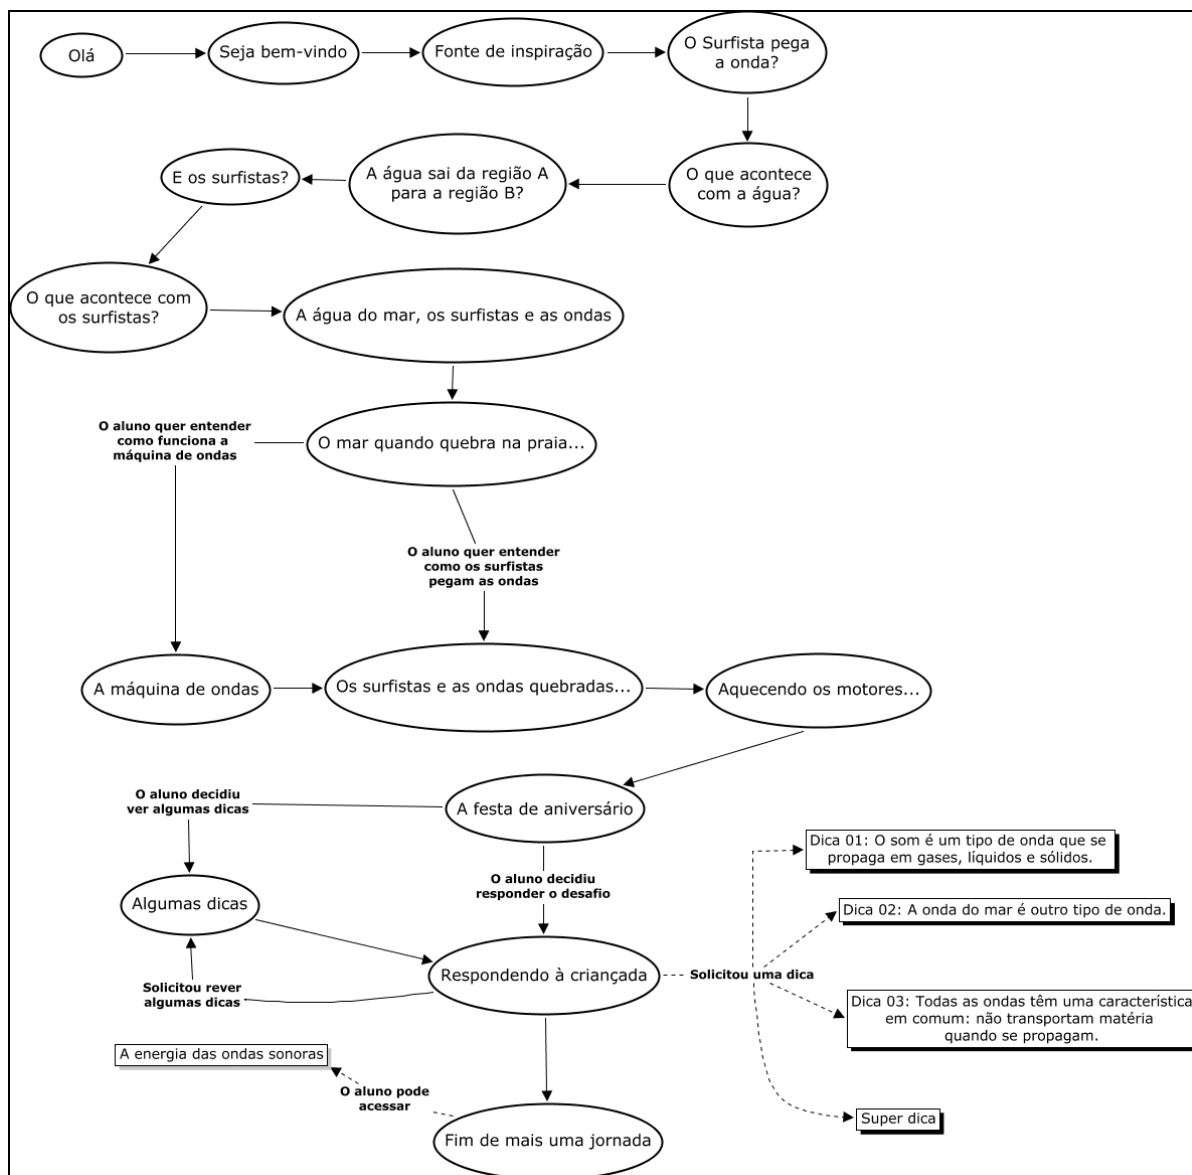 Olá
Seja bem-vindo
Fonte de inspiração
O Surfista pega
a onda?
O que acontece
com a água?
A água sai da região A
para a região B?
E os surfistas?
O que acontece com
os surfistas?
A água do mar, os surfistas e as ondas
O mar quando quebra na praia...
O aluno quer entender
como funciona a
máquina de ondas
O aluno quer entender
como os surfistas
pegam as ondas
A máquina de ondas
Os surfistas e as ondas quebradas...
Aquecendo os motores...
A festa de aniversário
O aluno decidiu
ver algumas dicas
O aluno decidiu
responder o desafio
Algumas dicas
Respondendo à criançada
Solicitou rever
algumas dicas
Solicitou uma dica
Dica 01: O som é um tipo de onda que se
propaga em gases, líquidos e sólidos.
Dica 02: A onda do mar é outro tipo de onda.
Dica 03: Todas as ondas têm uma característica
em comum: não transportam matéria
quando se propagam.
Super dica
A energia das ondas sonoras
O aluno pode
acessar
Fim de mais uma jornada